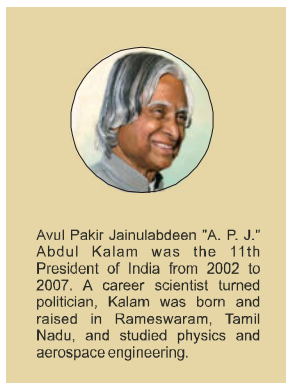 Avul Pakir Jainulabdeen "A. P. J."
Abdul Kalam was the 11th
President of India from 2002 to
2007. A career scientist turned
politician, Kalam was born and
raised in Rameswaram, Tamil
Nadu, and studied physics and
aerospace engineering.